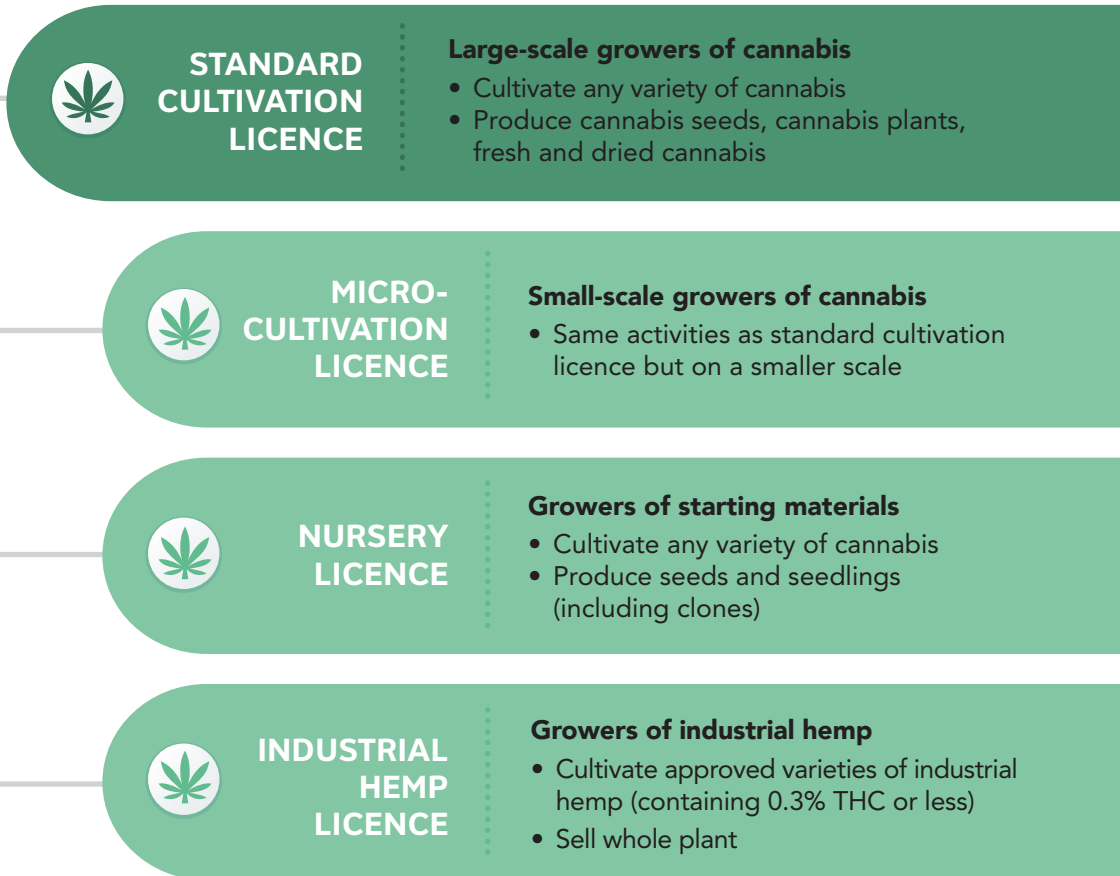 STANDARD
CULTIVATION
LICENCE
Large-scale growers of cannabis
• Cultivate any variety of cannabis
• Produce cannabis seeds, cannabis plants,
fresh and dried cannabis
MICRO-
CULTIVATION
LICENCE
Small-scale growers of cannabis
• Same activities as standard cultivation
licence but on a smaller scale
NURSERY
LICENCE
Growers of starting materials
• Cultivate any variety of cannabis
• Produce seeds and seedlings
(including clones)
INDUSTRIAL
HEMP
LICENCE
Growers of industrial hemp
• Cultivate approved varieties of industrial
hemp (containing 0.3% THC or less)
• Sell whole plant